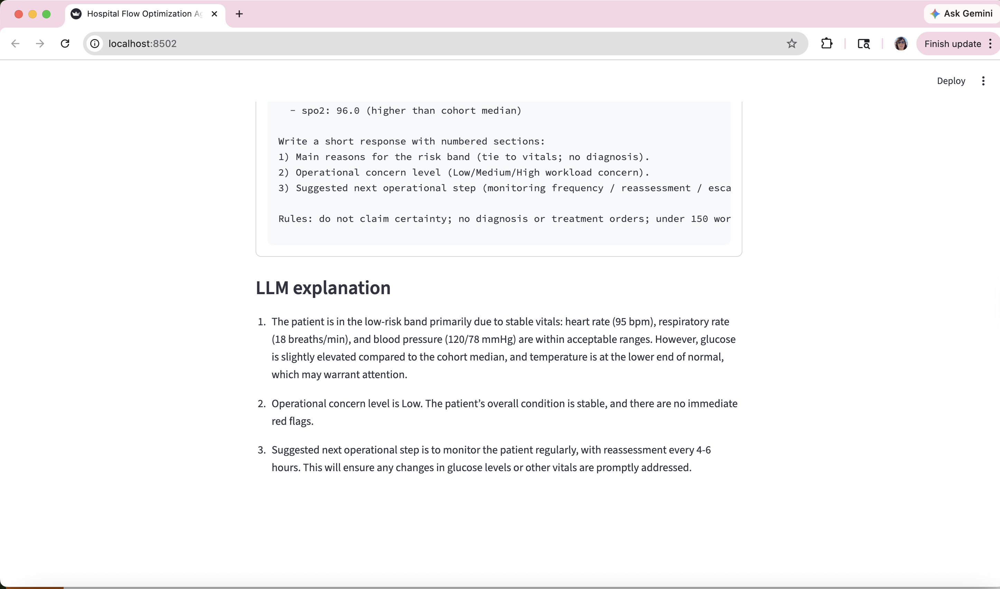 Hospital Flow Optimization Ag
Ask Gemini
localhost:8502
Finish update
Deploy
- spo2: 96.0 (higher than cohort median)
Write a short response with numbered sections:
1) Main reasons for the risk band (tie to vitals; no diagnosis).
2) Operational concern level (Low/Medium/High workload concern).
3) Suggested next operational step (monitoring frequency / reassessment / esca
Rules: do not claim certainty; no diagnosis or treatment orders; under 150 wor
LLM explanation
1. The patient is in the low-risk band primarily due to stable vitals: heart rate (95 bpm), respiratory rate
(18 breaths/min), and blood pressure (120/78 mmHg) are within acceptable ranges. However, glucose
is slightly elevated compared to the cohort median, and temperature is at the lower end of normal,
which may warrant attention.
2. Operational concern level is Low. The patient’s overall condition is stable, and there are no immediate
red flags.
3. Suggested next operational step is to monitor the patient regularly, with reassessment every 4-6
hours. This will ensure any changes in glucose levels or other vitals are promptly addressed.